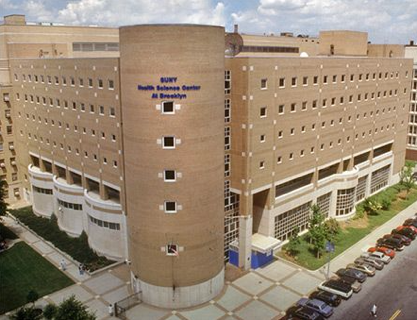 SUNY
Health Science Center
At Brooklyn